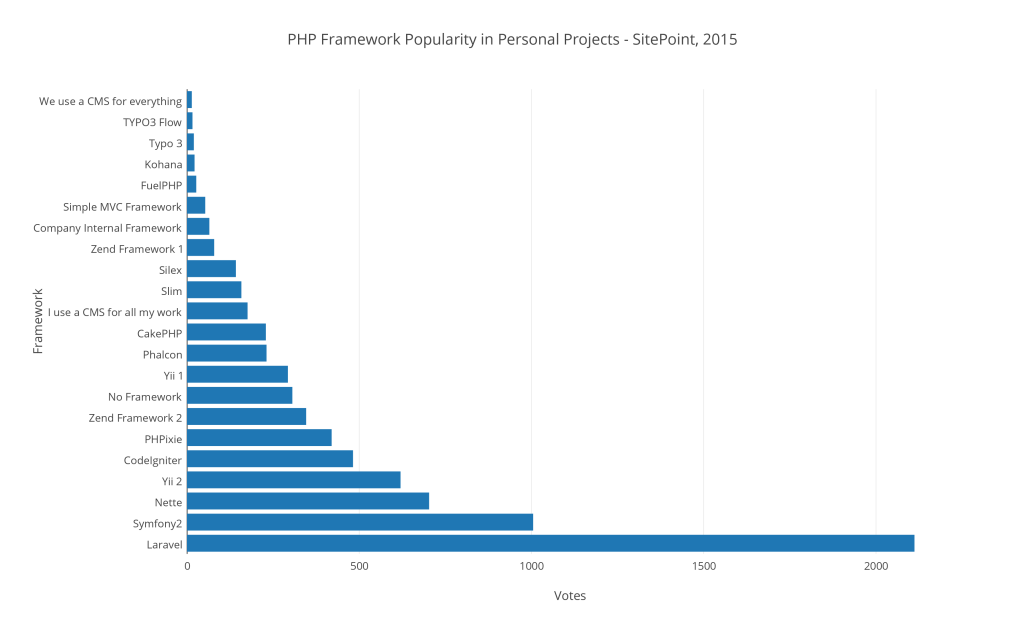 PHP Framework Popularity in Personal Projects - SitePoint, 2015
Framework
We use a CMS for everything
TYPO3 Flow
Typo 3
Kohana
FuelPHP
Simple MVC Framework
Company Internal Framework
Zend Framework 1
Silex
Slim
I use a CMS for all my work
CakePHP
Phalcon
Yii 1
No Framework
Zend Framework 2
PHPixie
CodeIgniter
Yii 2
Nette
Symfony2
Laravel
0 500 1000 1500 2000
Votes